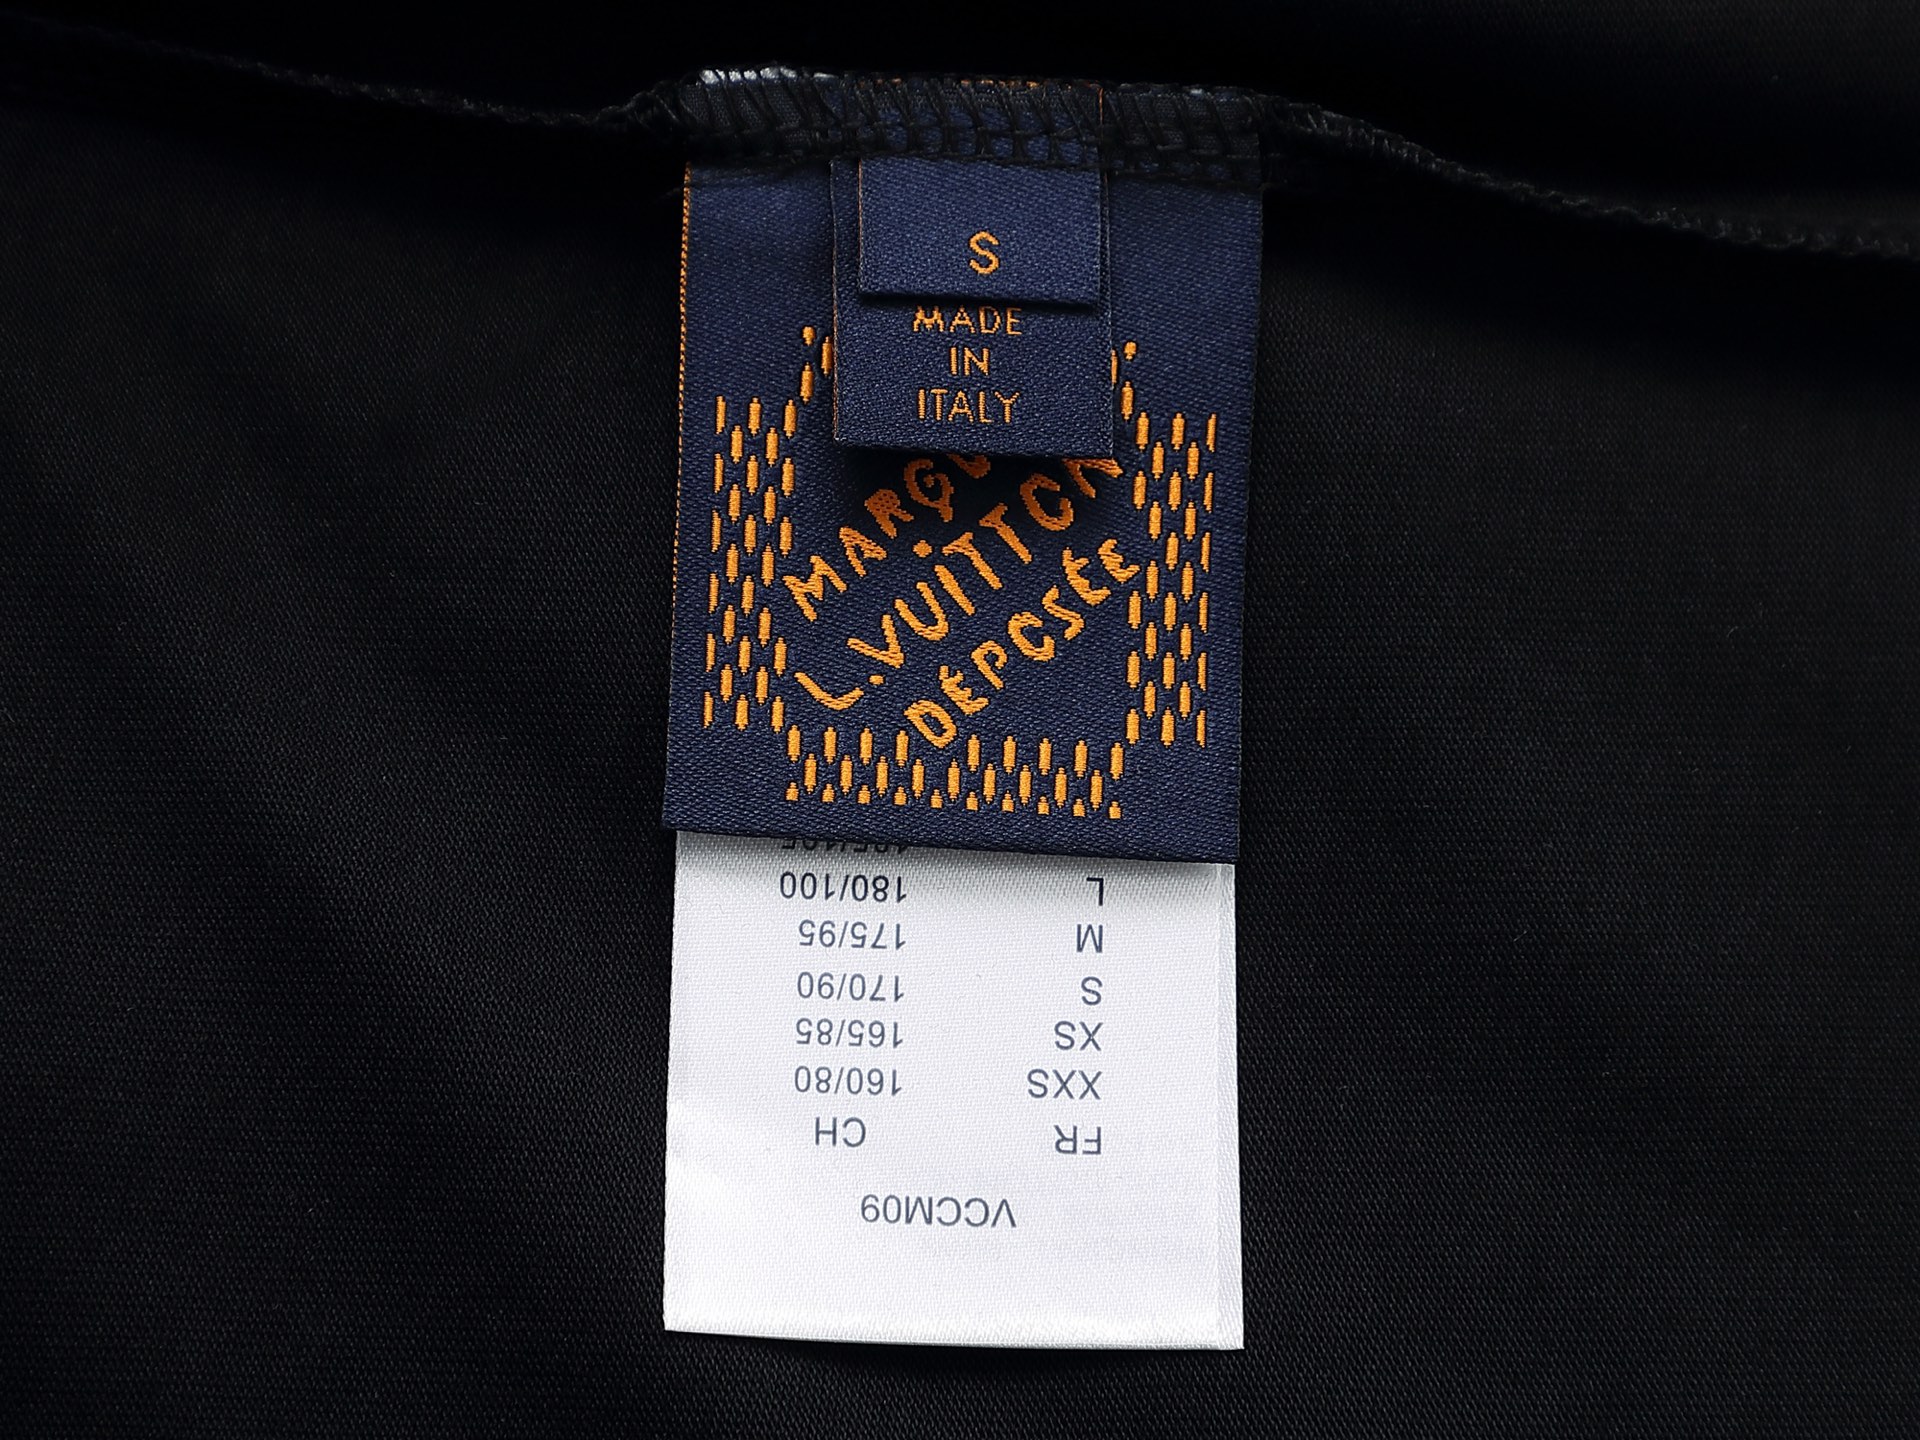 S
MADE
IN
ITALY
L.VUITTON
DÉPOSÉE
L 180/100
M 175/95
S 170/90
XS 165/85
XXS 160/80
FR CH
VCCM09